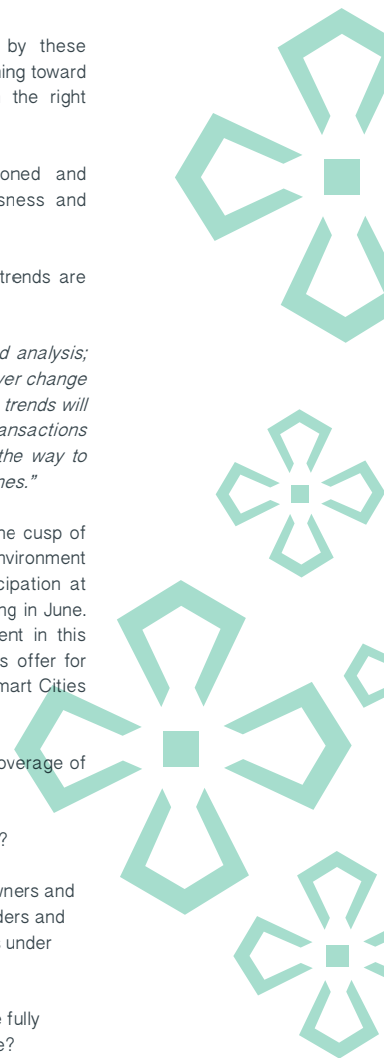 by these
ing toward
the right
oned and
sness and
trends are
d analysis;
ver change
trends will
ansactions
the way to
nes.”
ne cusp of
nvironment
cipation at
ng in June.
ent in this
s offer for
mart Cities
overage of
?
wners and
ders and
s under
e fully
e?